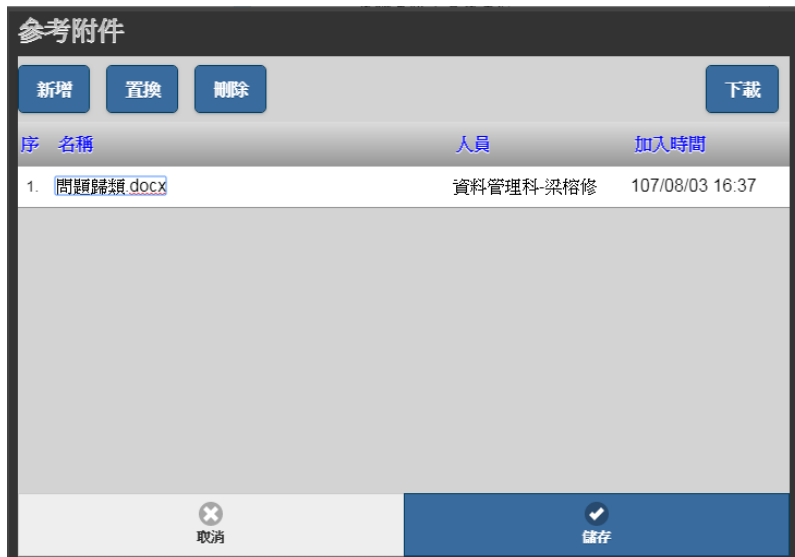 參考附件
新增 置換 刪除 下載
序 名稱 人員 加入時間
1. 問題歸類.docx 資料管理科-梁榕修 107/08/03 16:37
取消 儲存